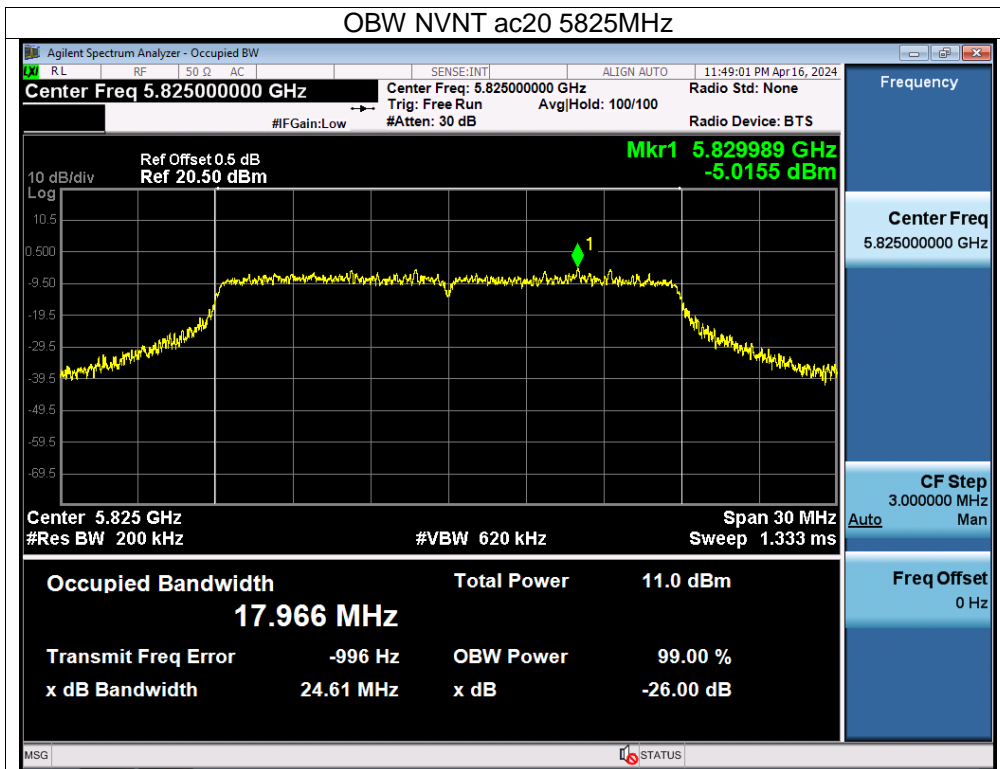 OBW NVNT ac20 5825MHz
Agilent Spectrum Analyzer - Occupied BW
LXI RL RF 50 Ω AC SENSE:INT ALIGN AUTO 11:49:01 PM Apr 16, 2024
Center Freq 5.825000000 GHz
Center Freq: 5.825000000 GHz Radio Std: None
Trig: Free Run Avg|Hold: 100/100
#IFGain:Low #Atten: 30 dB Radio Device: BTS
Frequency
Mkr1 5.829989 GHz
-5.0155 dBm
Ref Offset 0.5 dB
10 dB/div Ref 20.50 dBm
Log
10.5
0.500
-9.50
-19.5
-29.5
-39.5
-49.5
-59.5
-69.5
1
Center 5.825 GHz Span 30 MHz
#Res BW 200 kHz #VBW 620 kHz Sweep 1.333 ms
Center Freq
5.825000000 GHz
CF Step
3.000000 MHz
Auto Man
Freq Offset
0 Hz
Occupied Bandwidth Total Power 11.0 dBm
17.966 MHz
Transmit Freq Error -996 Hz OBW Power 99.00 %
x dB Bandwidth 24.61 MHz x dB -26.00 dB
MSG STATUS